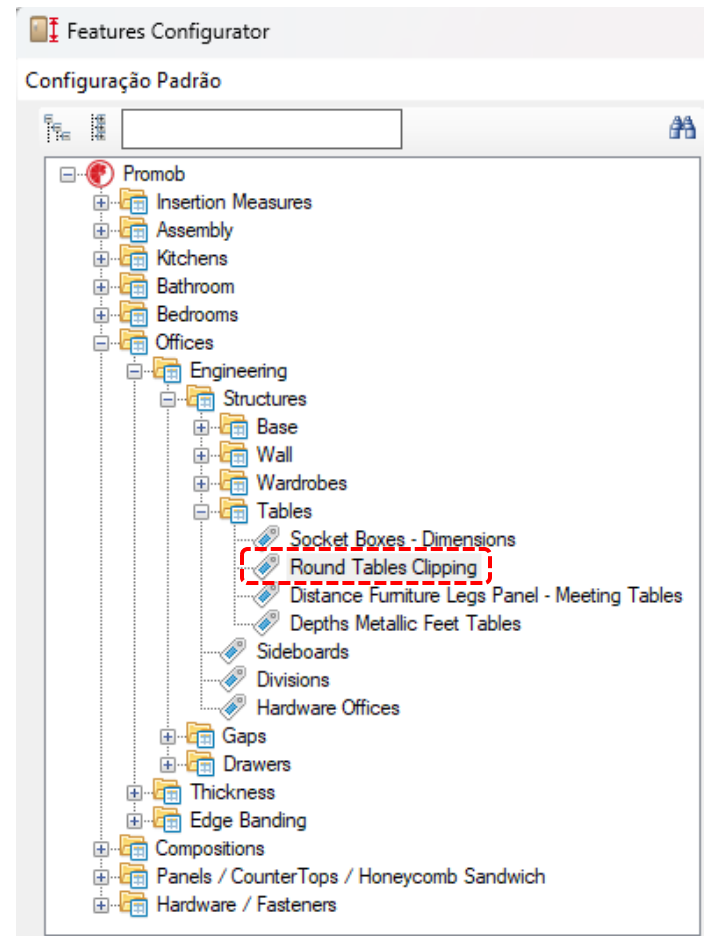 Features Configurator
Configuração Padrão
Promob
Insertion Measures
Assembly
Kitchens
Bathroom
Bedrooms
Offices
Engineering
Structures
Base
Wall
Wardrobes
Tables
Socket Boxes - Dimensions
Round Tables Clipping
Distance Furniture Legs Panel - Meeting Tables
Depths Metallic Feet Tables
Sideboards
Divisions
Hardware Offices
Gaps
Drawers
Thickness
Edge Banding
Compositions
Panels / CounterTops / Honeycomb Sandwich
Hardware / Fasteners